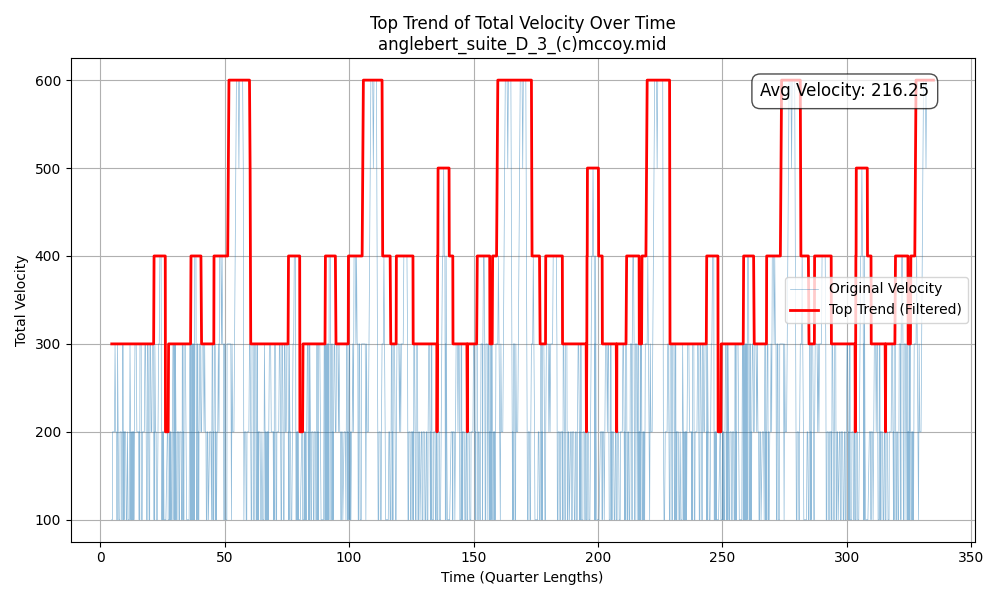 Top Trend of Total Velocity Over Time
anglebert_suite_D_3_(c)mccoy.mid
Avg Velocity: 216.25
600
500
400
300
200
100
Total Velocity
Original Velocity
Top Trend (Filtered)
0 50 100 150 200 250 300 350
Time (Quarter Lengths)